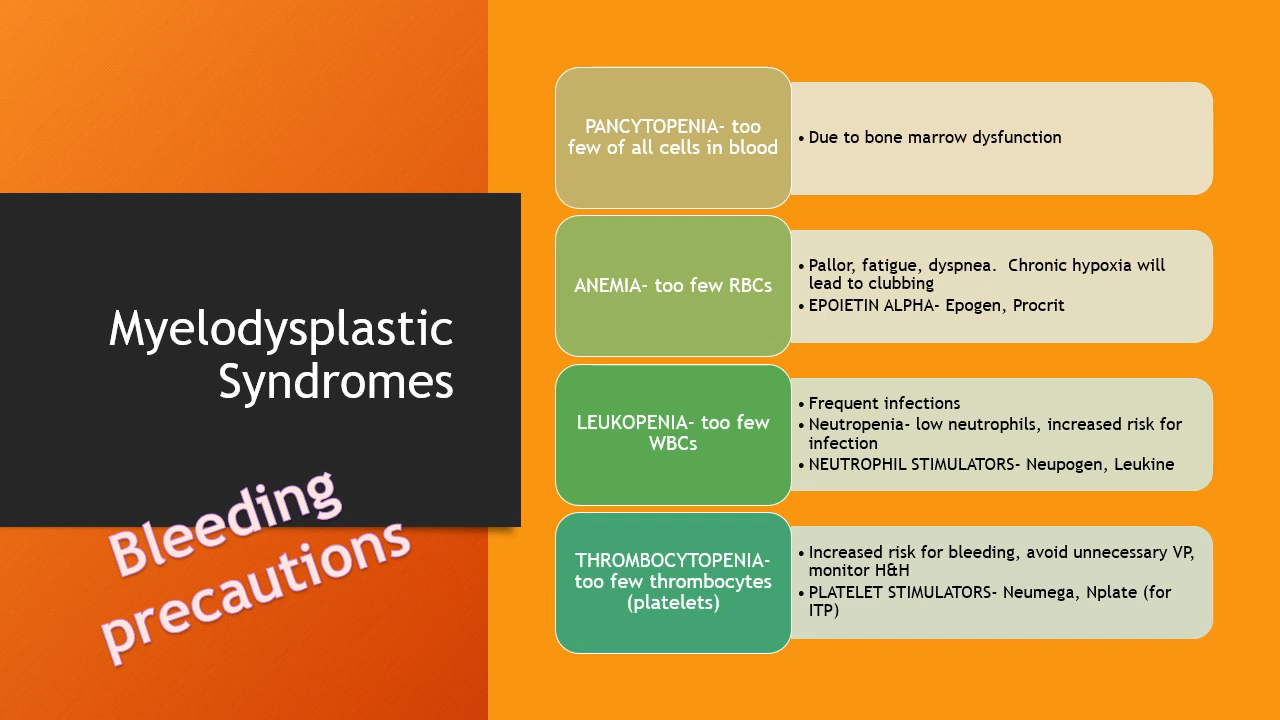 Myelodysplastic
Syndromes
Bleeding
precautions
PANCYTOPENIA- too
few of all cells in blood
• Due to bone marrow dysfunction
ANEMIA- too few RBCs
• Pallor, fatigue, dyspnea.  Chronic hypoxia will
lead to clubbing
• EPOIETIN ALPHA- Epogen, Procrit
LEUKOPENIA- too few
WBCs
• Frequent infections
• Neutropenia- low neutrophils, increased risk for
infection
• NEUTROPHIL STIMULATORS- Neupogen, Leukine
THROMBOCYTOPENIA-
too few thrombocytes
(platelets)
• Increased risk for bleeding, avoid unnecessary VP,
monitor H&H
• PLATELET STIMULATORS- Neumega, Nplate (for
ITP)